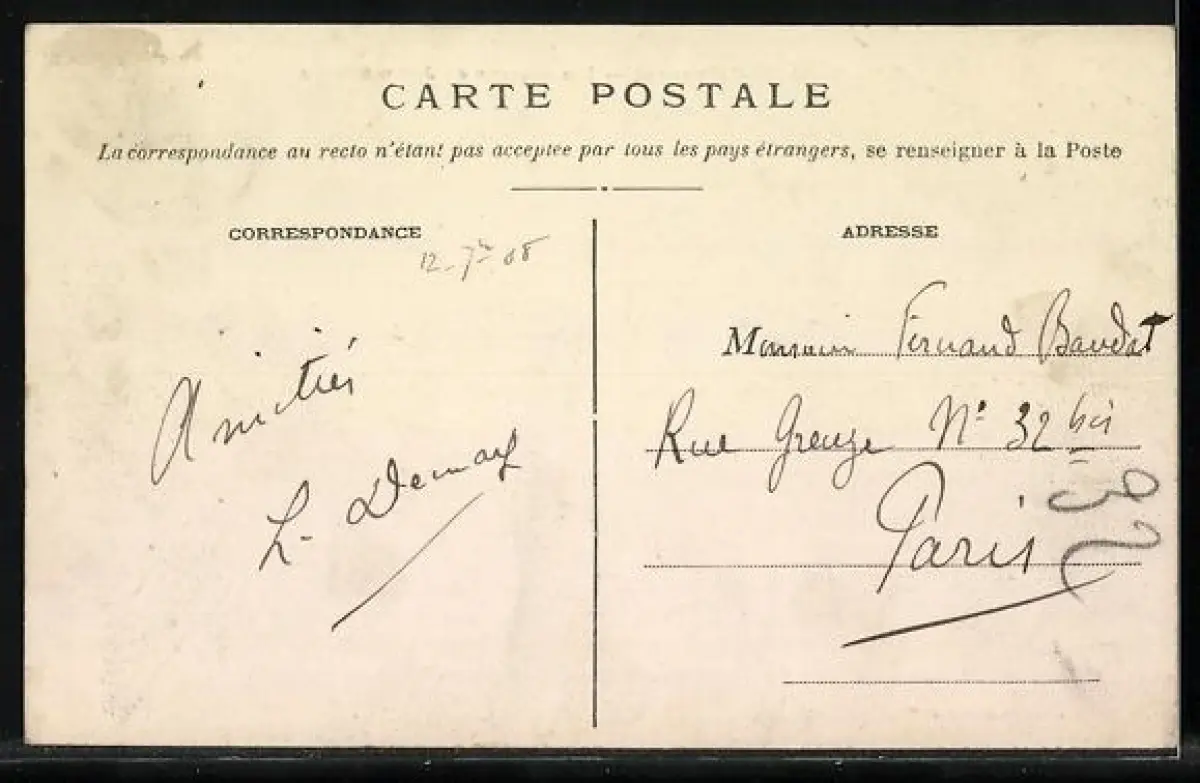 CARTE POSTALE
La correspondance au recto n'étant pas acceptée par tous les pays étrangers, se renseigner à la Poste
CORRESPONDANCE
ADRESSE
12 - 7bre 08
Monsieur Fernand Baudat
Rue Greuze N° 32 bis
Paris
Amitiés
L. Demay